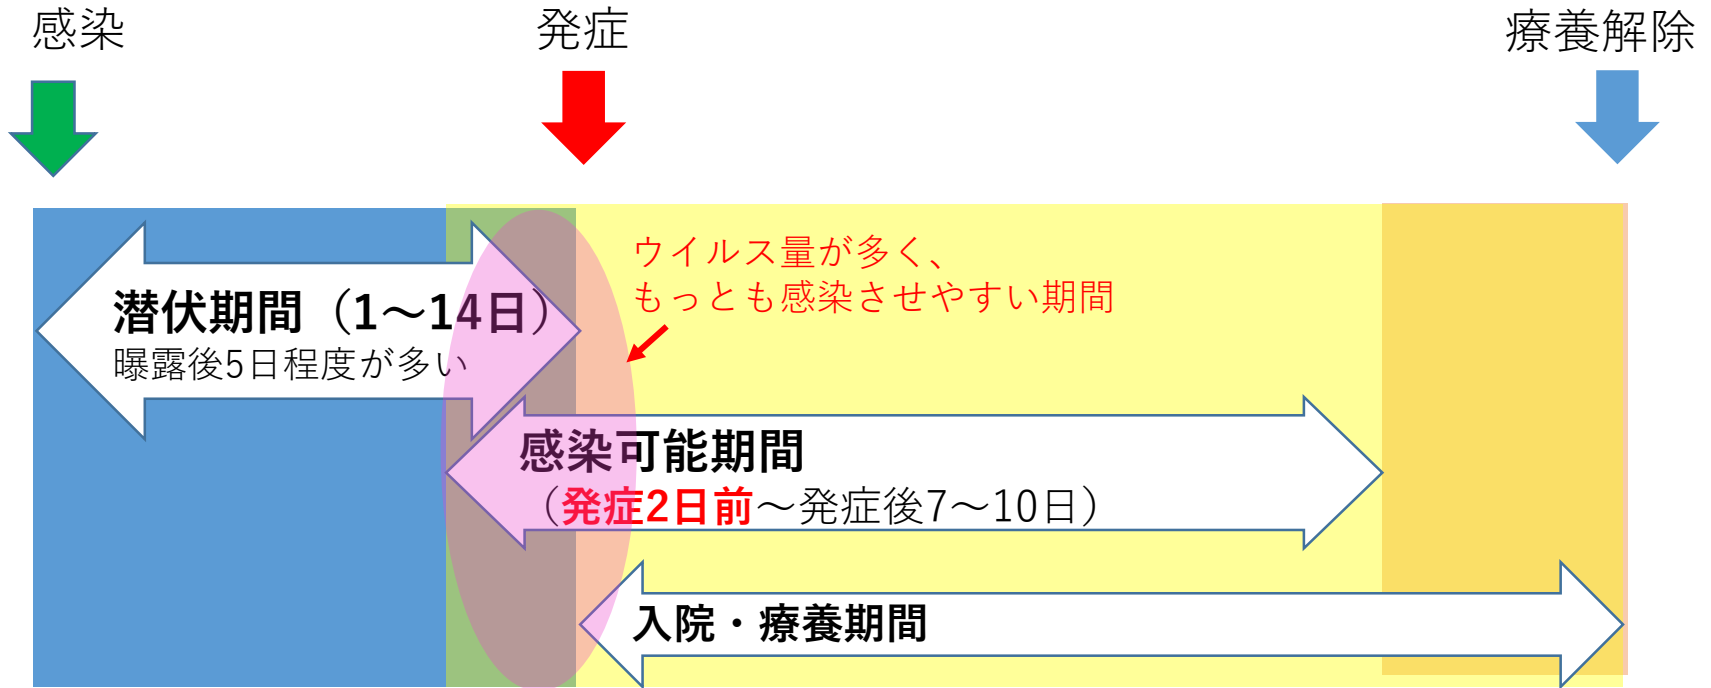 感染
発症
療養解除
ウイルス量が多く、
もっとも感染させやすい期間
潜伏期間（1～14日）
曝露後5日程度が多い
感染可能期間
（発症2日前～発症後7～10日）
入院・療養期間